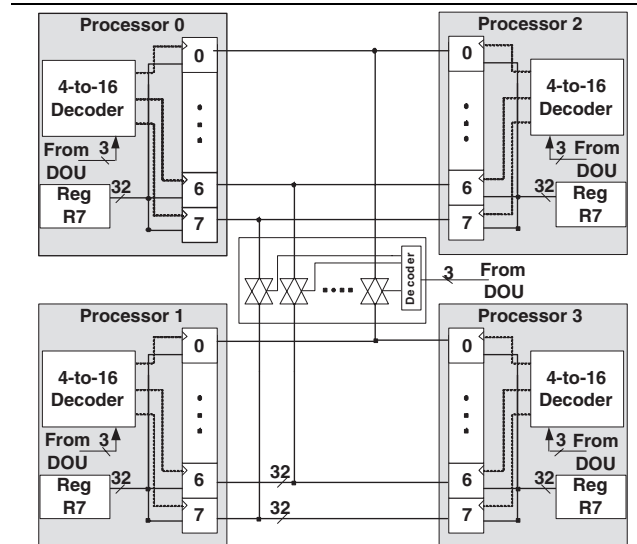 Processor 0
Processor 2
0
0
4-to-16
Decoder
4-to-16
Decoder
From 3
DOU
3 From
DOU
6
6
Reg
R7
32
32
Reg
R7
7
7
Decoder
3
From
DOU
Processor 1
Processor 3
0
0
4-to-16
Decoder
4-to-16
Decoder
From 3
DOU
3 From
DOU
6
32
6
Reg
R7
32
32
Reg
R7
7
32
7